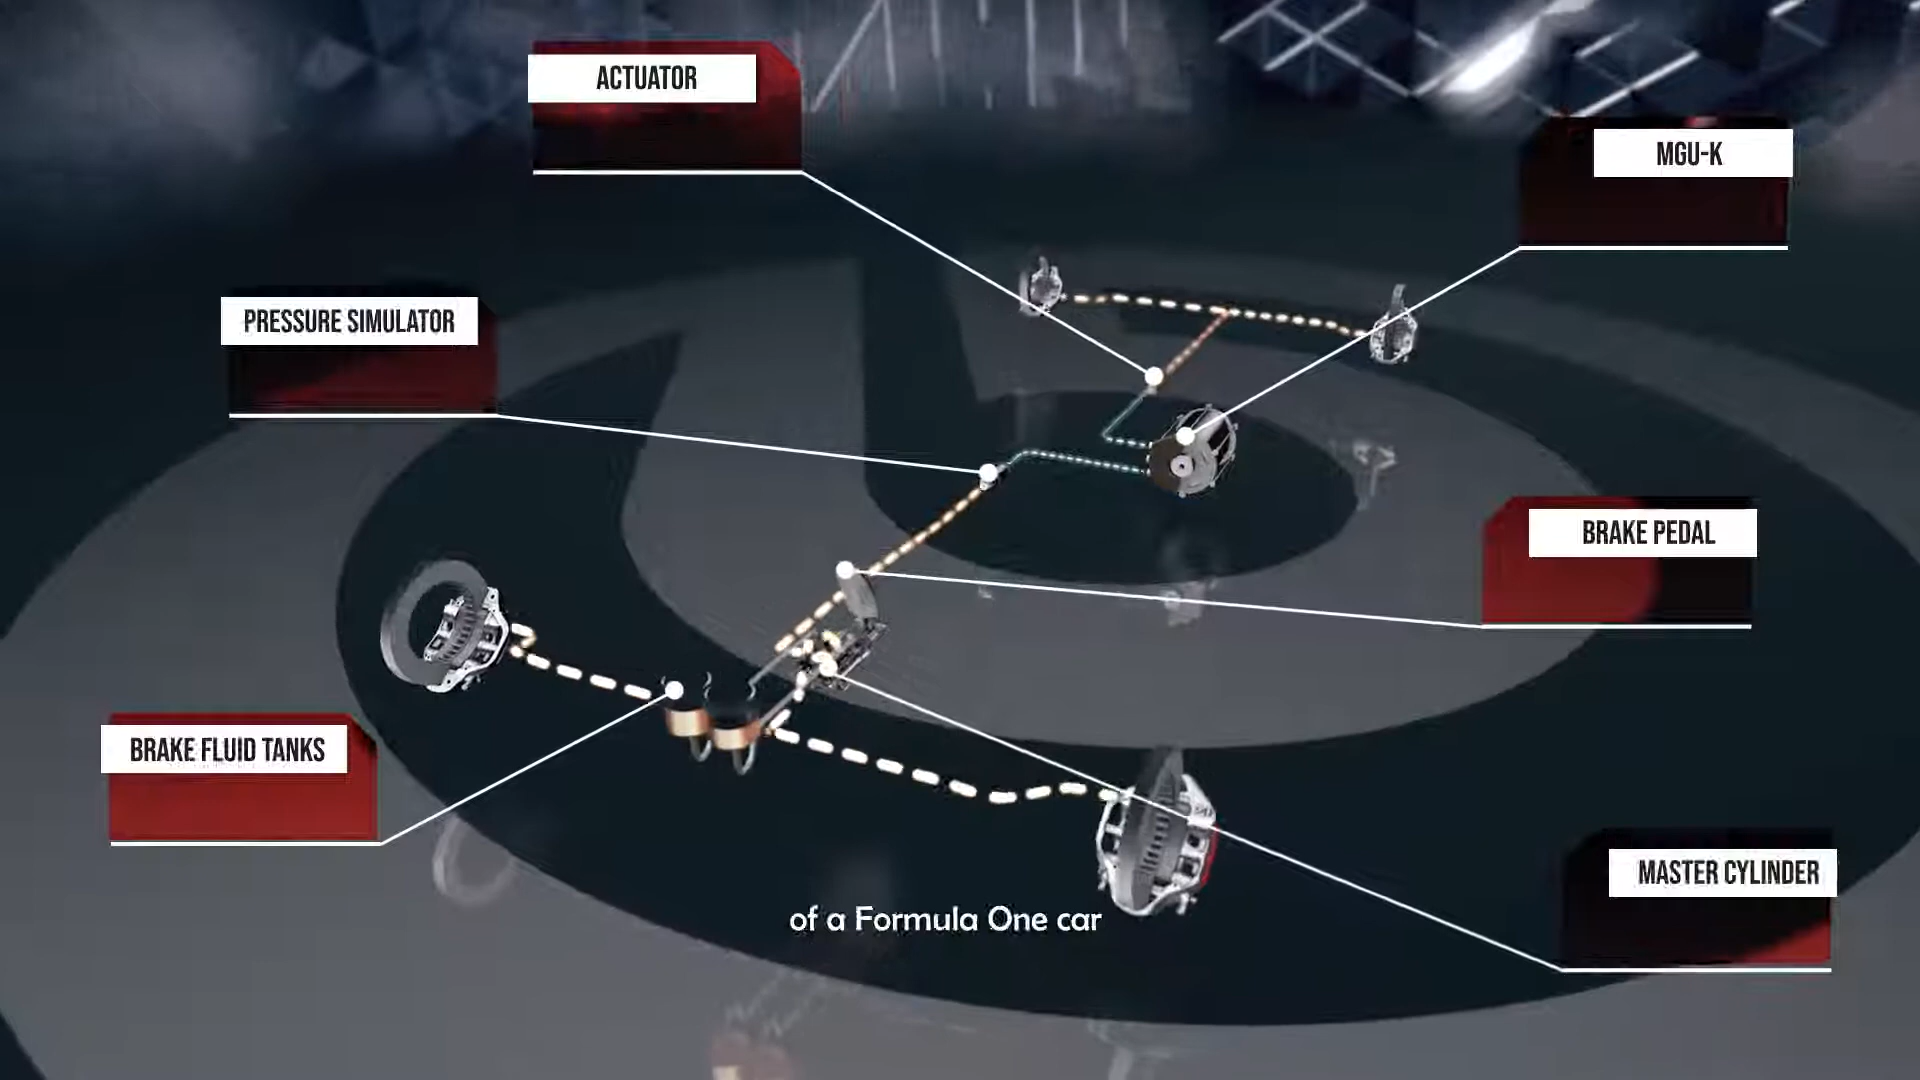 ACTUATOR
MGU-K
PRESSURE SIMULATOR
BRAKE PEDAL
BRAKE FLUID TANKS
MASTER CYLINDER
of a Formula One car